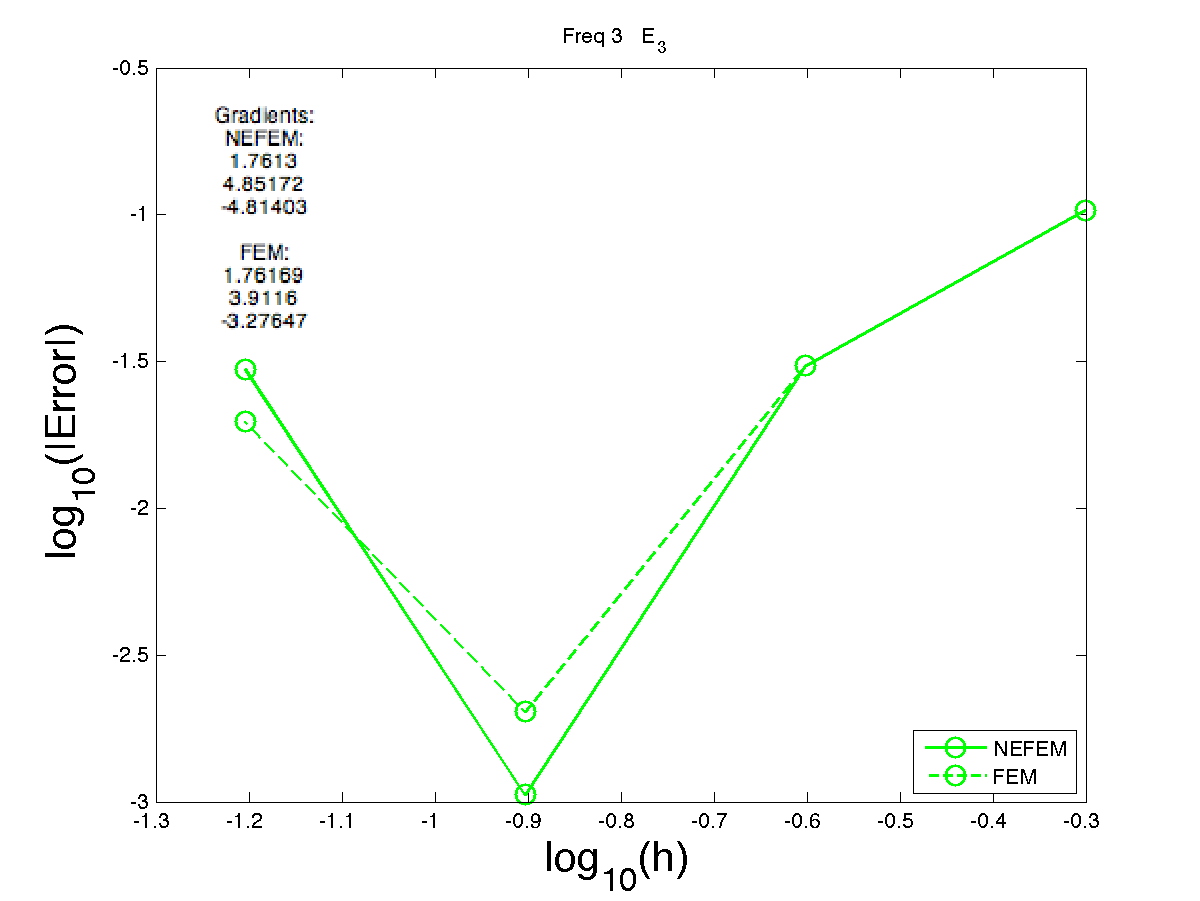 Freq 3 E3
-0.5
Gradients:
NEFEM:
1.7613
4.85172
-4.81403
FEM:
1.76169
3.9116
-3.27647
-1
-1.5
-2
-2.5
-3
log10(|Error|)
NEFEM
FEM
-1.3 -1.2 -1.1 -1 -0.9 -0.8 -0.7 -0.6 -0.5 -0.4 -0.3
log10(h)